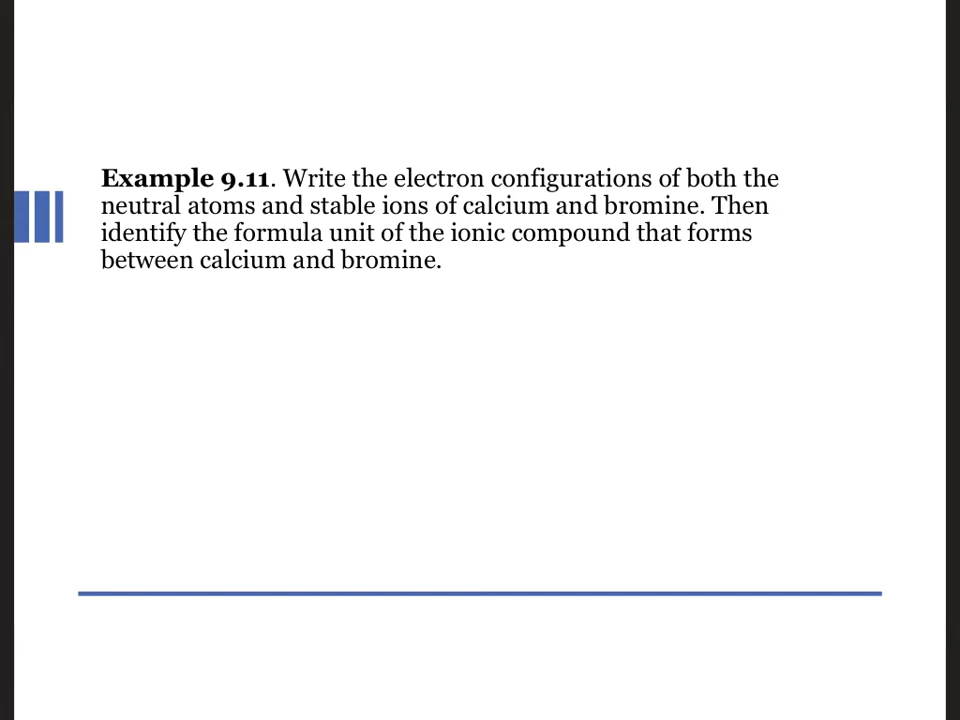 Example 9.11. Write the electron configurations of both the
neutral atoms and stable ions of calcium and bromine. Then
identify the formula unit of the ionic compound that forms
between calcium and bromine.